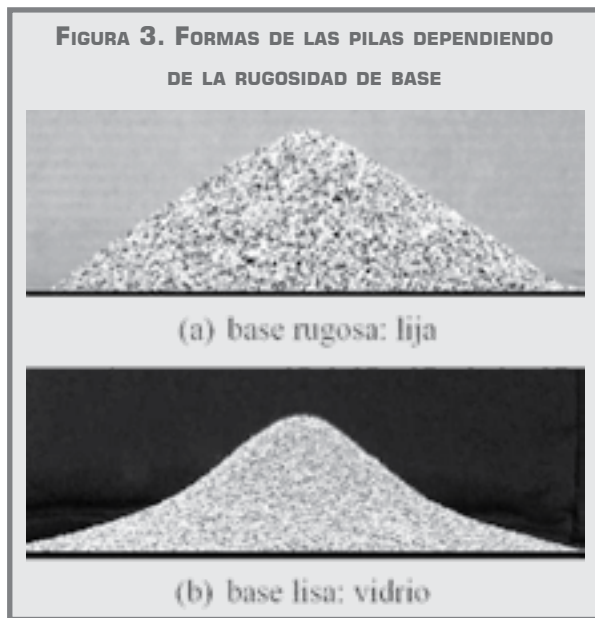 FIGURA 3. FORMAS DE LAS PILAS DEPENDIENDO
DE LA RUGOSIDAD DE BASE
(a) base rugosa: lija
(b) base lisa: vidrio